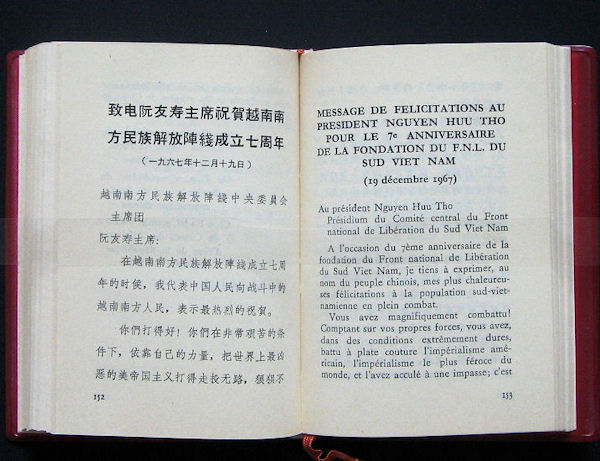 致电阮友寿主席祝賀越南南
方民族解放陣綫成立七周年
(一九六七年十二月十九日)
越南南方民族解放陣綫中央委員会
主席团
阮友寿主席:
在越南南方民族解放陣綫成立七周
年的时候,我代表中国人民向战斗中的
越南南方人民,表示最热烈的祝賀。
你們打得好!你們在非常艰苦的条
件下,依靠自己的力量,把世界上最凶
恶的美帝国主义打得走投无路,狼狽不
152
MESSAGE DE FELICITATIONS AU
PRESIDENT NGUYEN HUU THO
POUR LE 7e ANNIVERSAIRE
DE LA FONDATION DU F.N.L. DU
SUD VIET NAM
(19 décembre 1967)
Au président Nguyen Huu Tho
Présidium du Comité central du Front
national de Libération du Sud Viet Nam
A l'occasion du 7ème anniversaire de la
fondation du Front national de Libération
du Sud Viet Nam, je tiens à exprimer, au
nom du peuple chinois, mes plus chaleureu-
ses félicitations à la population sud-viet-
namienne en plein combat.
Vous avez magnifiquement combattu!
Comptant sur vos propres forces, vous avez,
dans des conditions extrêmement dures,
battu à plate couture l'impérialisme amé-
ricain, l'impérialisme le plus féroce du
monde, et l'avez acculé à une impasse; c'est
153